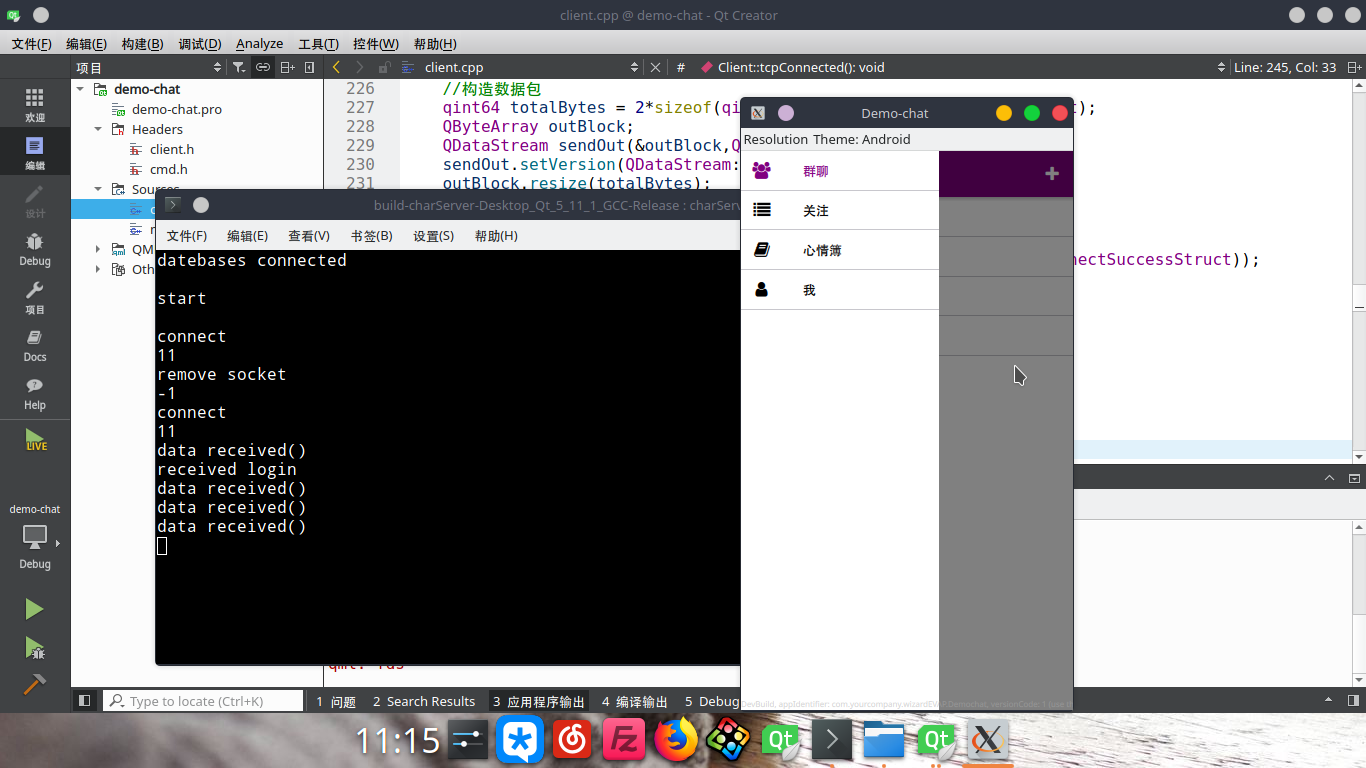 client.cpp @ demo-chat - Qt Creator
文件(F) 编辑(E) 构建(B) 调试(D) Analyze 工具(T) 控件(W) 帮助(H)
项目 client.cpp # Client::tcpConnected(): void Line: 245, Col: 33
欢迎
编辑
设计
Debug
项目
Docs
Help
LIVE
demo-chat
Debug
demo-chat
demo-chat.pro
Headers
client.h
cmd.h
Sources
c
r
QM
Oth
226 //构造数据包
227 qint64 totalBytes = 2*sizeof(qi );
228 QByteArray outBlock;
229 QDataStream sendOut(&outBlock,Q
230 sendOut.setVersion(QDataStream:
231 outBlock.resize(totalBytes);
nectSuccessStruct));
build-charServer-Desktop_Qt_5_11_1_GCC-Release : charServ
文件(F) 编辑(E) 查看(V) 书签(B) 设置(S) 帮助(H)
datebases connected
start
connect
11
remove socket
-1
connect
11
data received()
received login
data received()
data received()
data received()
Demo-chat
Resolution Theme: Android
群聊
关注
心情簿
我
Type to locate (Ctrl+K) 1 问题 2 Search Results 3 应用程序输出 4 编译输出 5 Debug
11:15